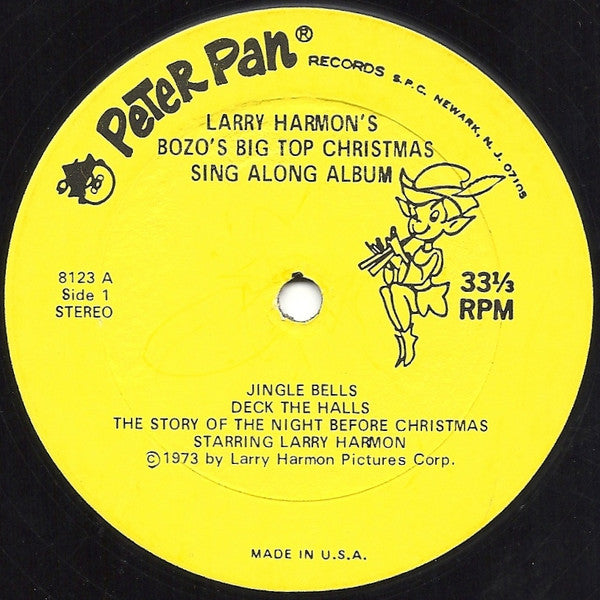 PETER Pan® RECORDS S.P.C. NEWARK, N. J. 07105
LARRY HARMON'S
BOZO'S BIG TOP CHRISTMAS
SING ALONG ALBUM
8123 A
Side 1
STEREO
33⅓
RPM
JINGLE BELLS
DECK THE HALLS
THE STORY OF THE NIGHT BEFORE CHRISTMAS
STARRING LARRY HARMON
©1973 by Larry Harmon Pictures Corp.
MADE IN U.S.A.